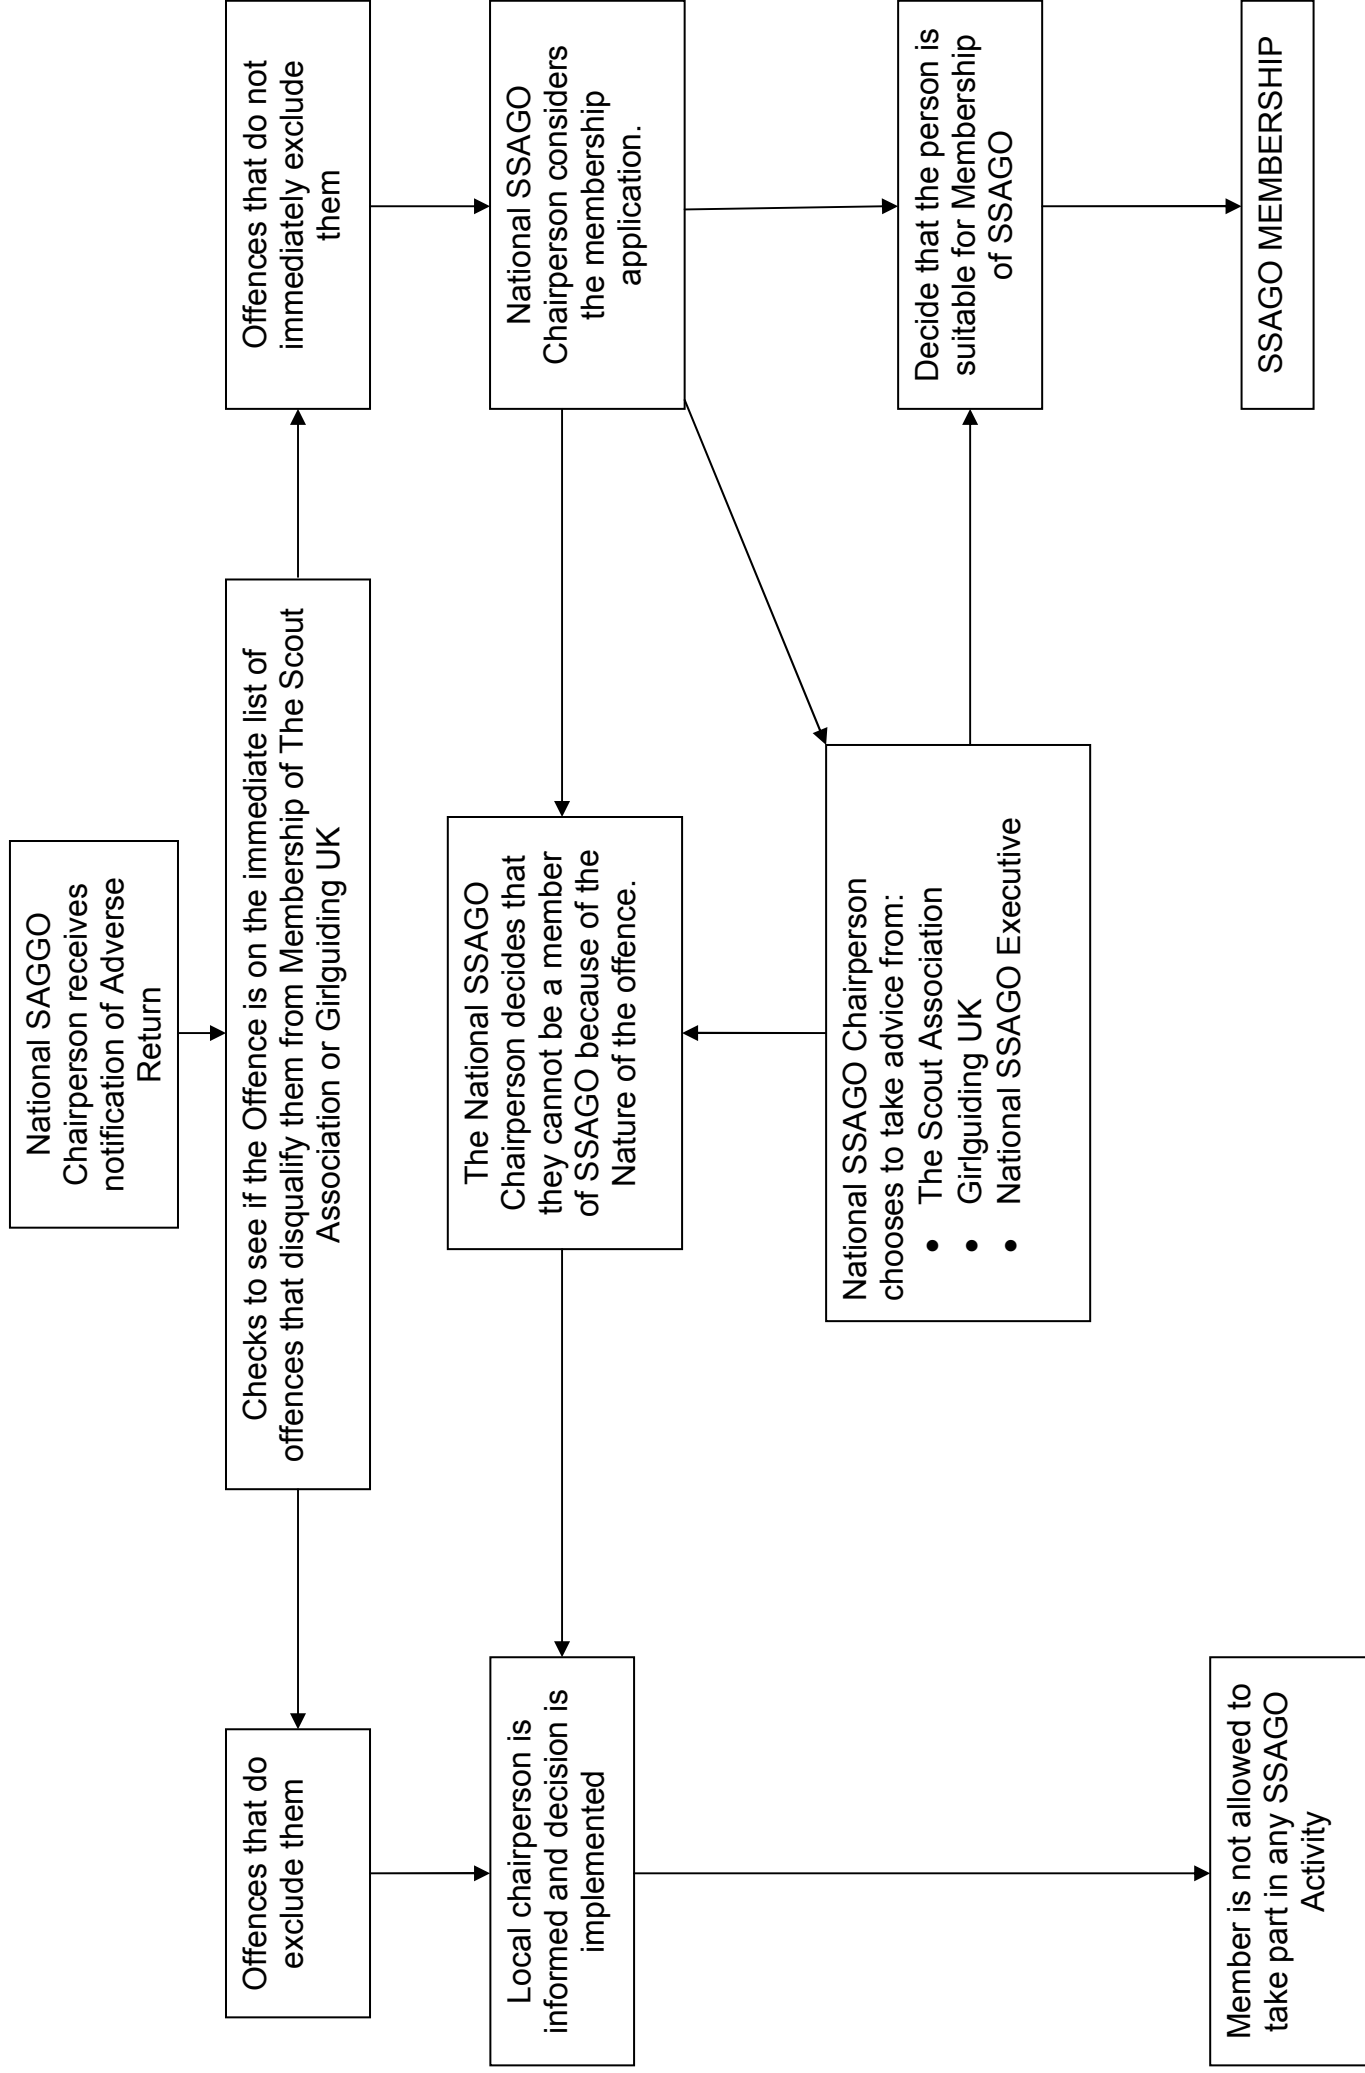 National SAGGO
Chairperson receives
notification of Adverse
Return
Offences that do
exclude them
Checks to see if the Offence is on the immediate list of
offences that disqualify them from Membership of The Scout
Association or Girlguiding UK
Offences that do not
immediately exclude
them
Local chairperson is
informed and decision is
implemented
The National SSAGO
Chairperson decides that
they cannot be a member
of SSAGO because of the
Nature of the offence.
National SSAGO
Chairperson considers
the membership
application.
National SSAGO Chairperson
chooses to take advice from:
• The Scout Association
• Girlguiding UK
• National SSAGO Executive
Decide that the person is
suitable for Membership
of SSAGO
Member is not allowed to
take part in any SSAGO
Activity
SSAGO MEMBERSHIP